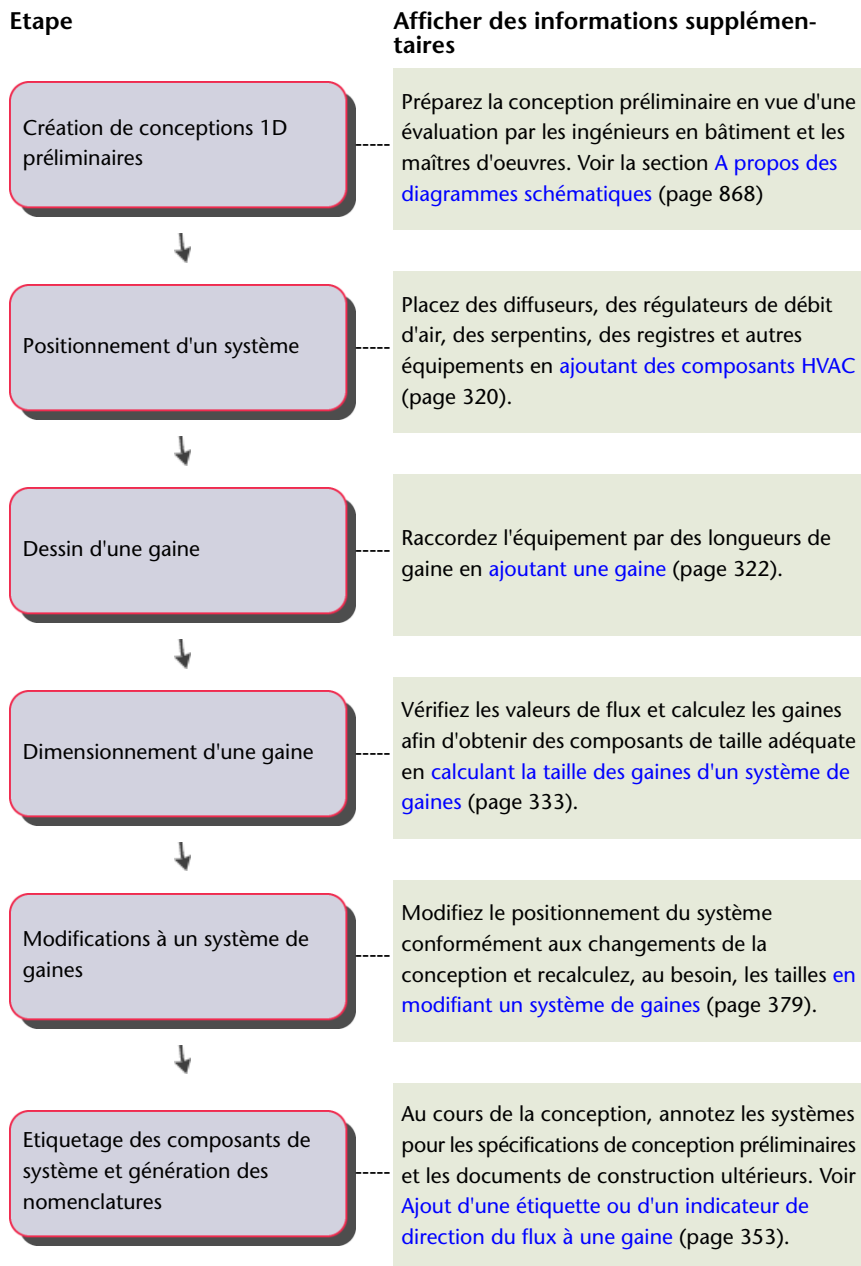 Etape
Afficher des informations supplémen-
taires
Création de conceptions 1D
préliminaires
Préparez la conception préliminaire en vue d'une
évaluation par les ingénieurs en bâtiment et les
maîtres d'oeuvres. Voir la section A propos des
diagrammes schématiques (page 868)
Positionnement d'un système
Placez des diffuseurs, des régulateurs de débit
d'air, des serpentins, des registres et autres
équipements en ajoutant des composants HVAC
(page 320).
Dessin d'une gaine
Raccordez l'équipement par des longueurs de
gaine en ajoutant une gaine (page 322).
Dimensionnement d'une gaine
Vérifiez les valeurs de flux et calculez les gaines
afin d'obtenir des composants de taille adéquate
en calculant la taille des gaines d'un système de
gaines (page 333).
Modifications à un système de
gaines
Modifiez le positionnement du système
conformément aux changements de la
conception et recalculez, au besoin, les tailles en
modifiant un système de gaines (page 379).
Etiquetage des composants de
système et génération des
nomenclatures
Au cours de la conception, annotez les systèmes
pour les spécifications de conception préliminaires
et les documents de construction ultérieurs. Voir
Ajout d'une étiquette ou d'un indicateur de
direction du flux à une gaine (page 353).